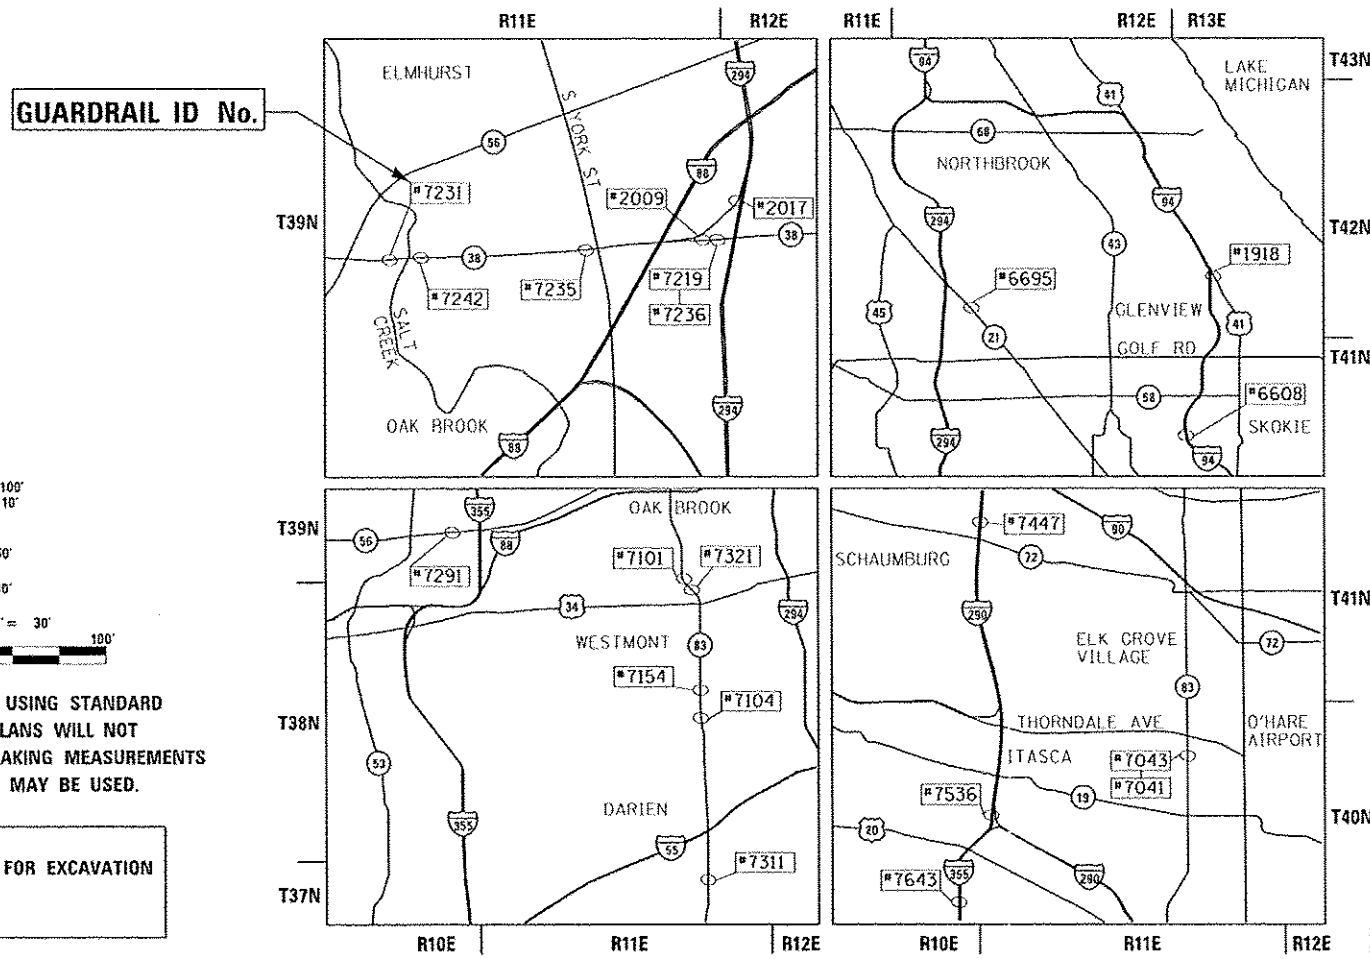 R11E
R12E
R11E
R12E
R13E
GUARDRAIL ID No.
ELMHURST
S YORK ST
294
56
88
#7231
#2009
#2017
T39N
38
38
#7242
#7235
#7219
#7236
SALT
CREEK
294
OAK BROOK
88
94
41
LAKE
MICHIGAN
T43N
68
NORTHBROOK
94
294
43
T42N
#1918
#6695
45
GLENVIEW
41
21
GOLF RD
T41N
58
#6608
SKOKIE
294
94
100'
10'
0'
0'
' = 30'
100'
USING STANDARD
LANS WILL NOT
AKING MEASUREMENTS
MAY BE USED.
FOR EXCAVATION
T39N
355
OAK BROOK
56
88
#7291
#7101
#7321
34
294
WESTMONT
83
#7154
T38N
#7104
53
DARIEN
355
55
#7311
T37N
R10E
R11E
R12E
#7447
90
SCHAUMBURG
72
290
T41N
ELK GROVE
VILLAGE
72
83
THORNDALE AVE
O'HARE
AIRPORT
ITASCA
#7043
#7041
#7536
19
T40N
20
355
290
#7643
R10E
R11E
R12E